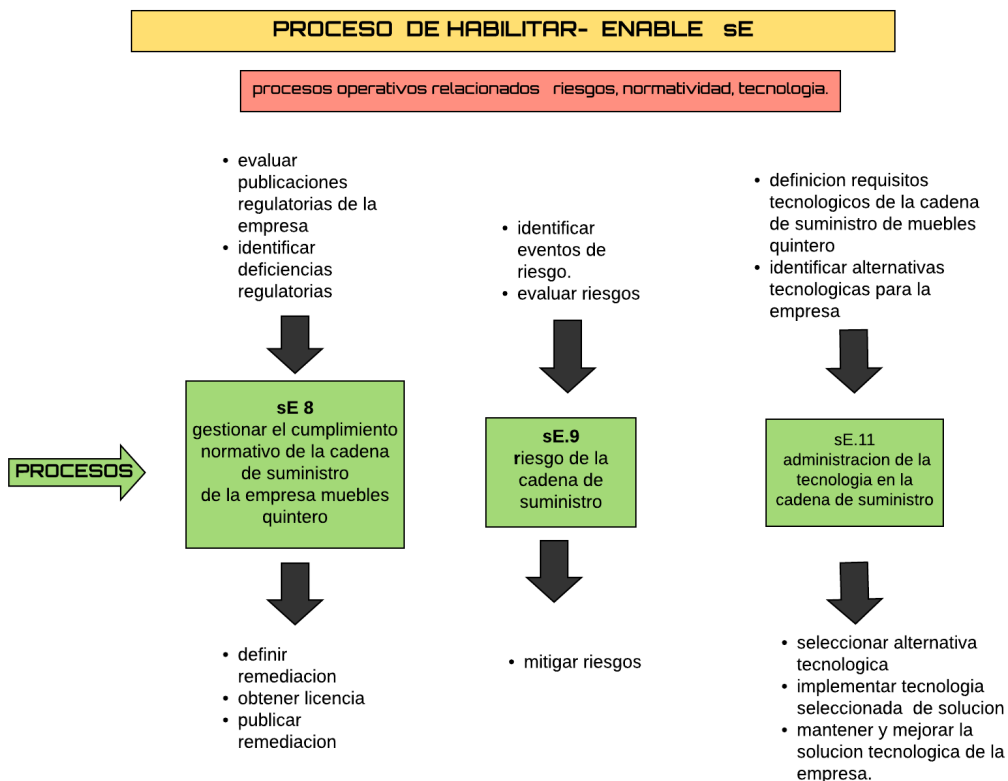 PROCESO DE HABILITAR- ENABLE sE
procesos operativos relacionados riesgos, normatividad, tecnologia.
• evaluar
publicaciones
regulatorias de la
empresa
• identificar
deficiencias
regulatorias
• identificar
eventos de
riesgo.
• evaluar riesgos
• definicion requisitos
tecnologicos de la cadena
de suministro de muebles
quintero
• identificar alternativas
tecnologicas para la
empresa
PROCESOS
sE 8
gestionar el cumplimiento
normativo de la cadena
de suministro
de la empresa muebles
quintero
sE.9
riesgo de la
cadena de
suministro
sE.11
administracion de la
tecnologia en la
cadena de suministro
• definir
remediacion
• obtener licencia
• publicar
remediacion
• mitigar riesgos
• seleccionar alternativa
tecnologica
• implementar tecnologia
seleccionada de solucion
• mantener y mejorar la
solucion tecnologica de la
empresa.